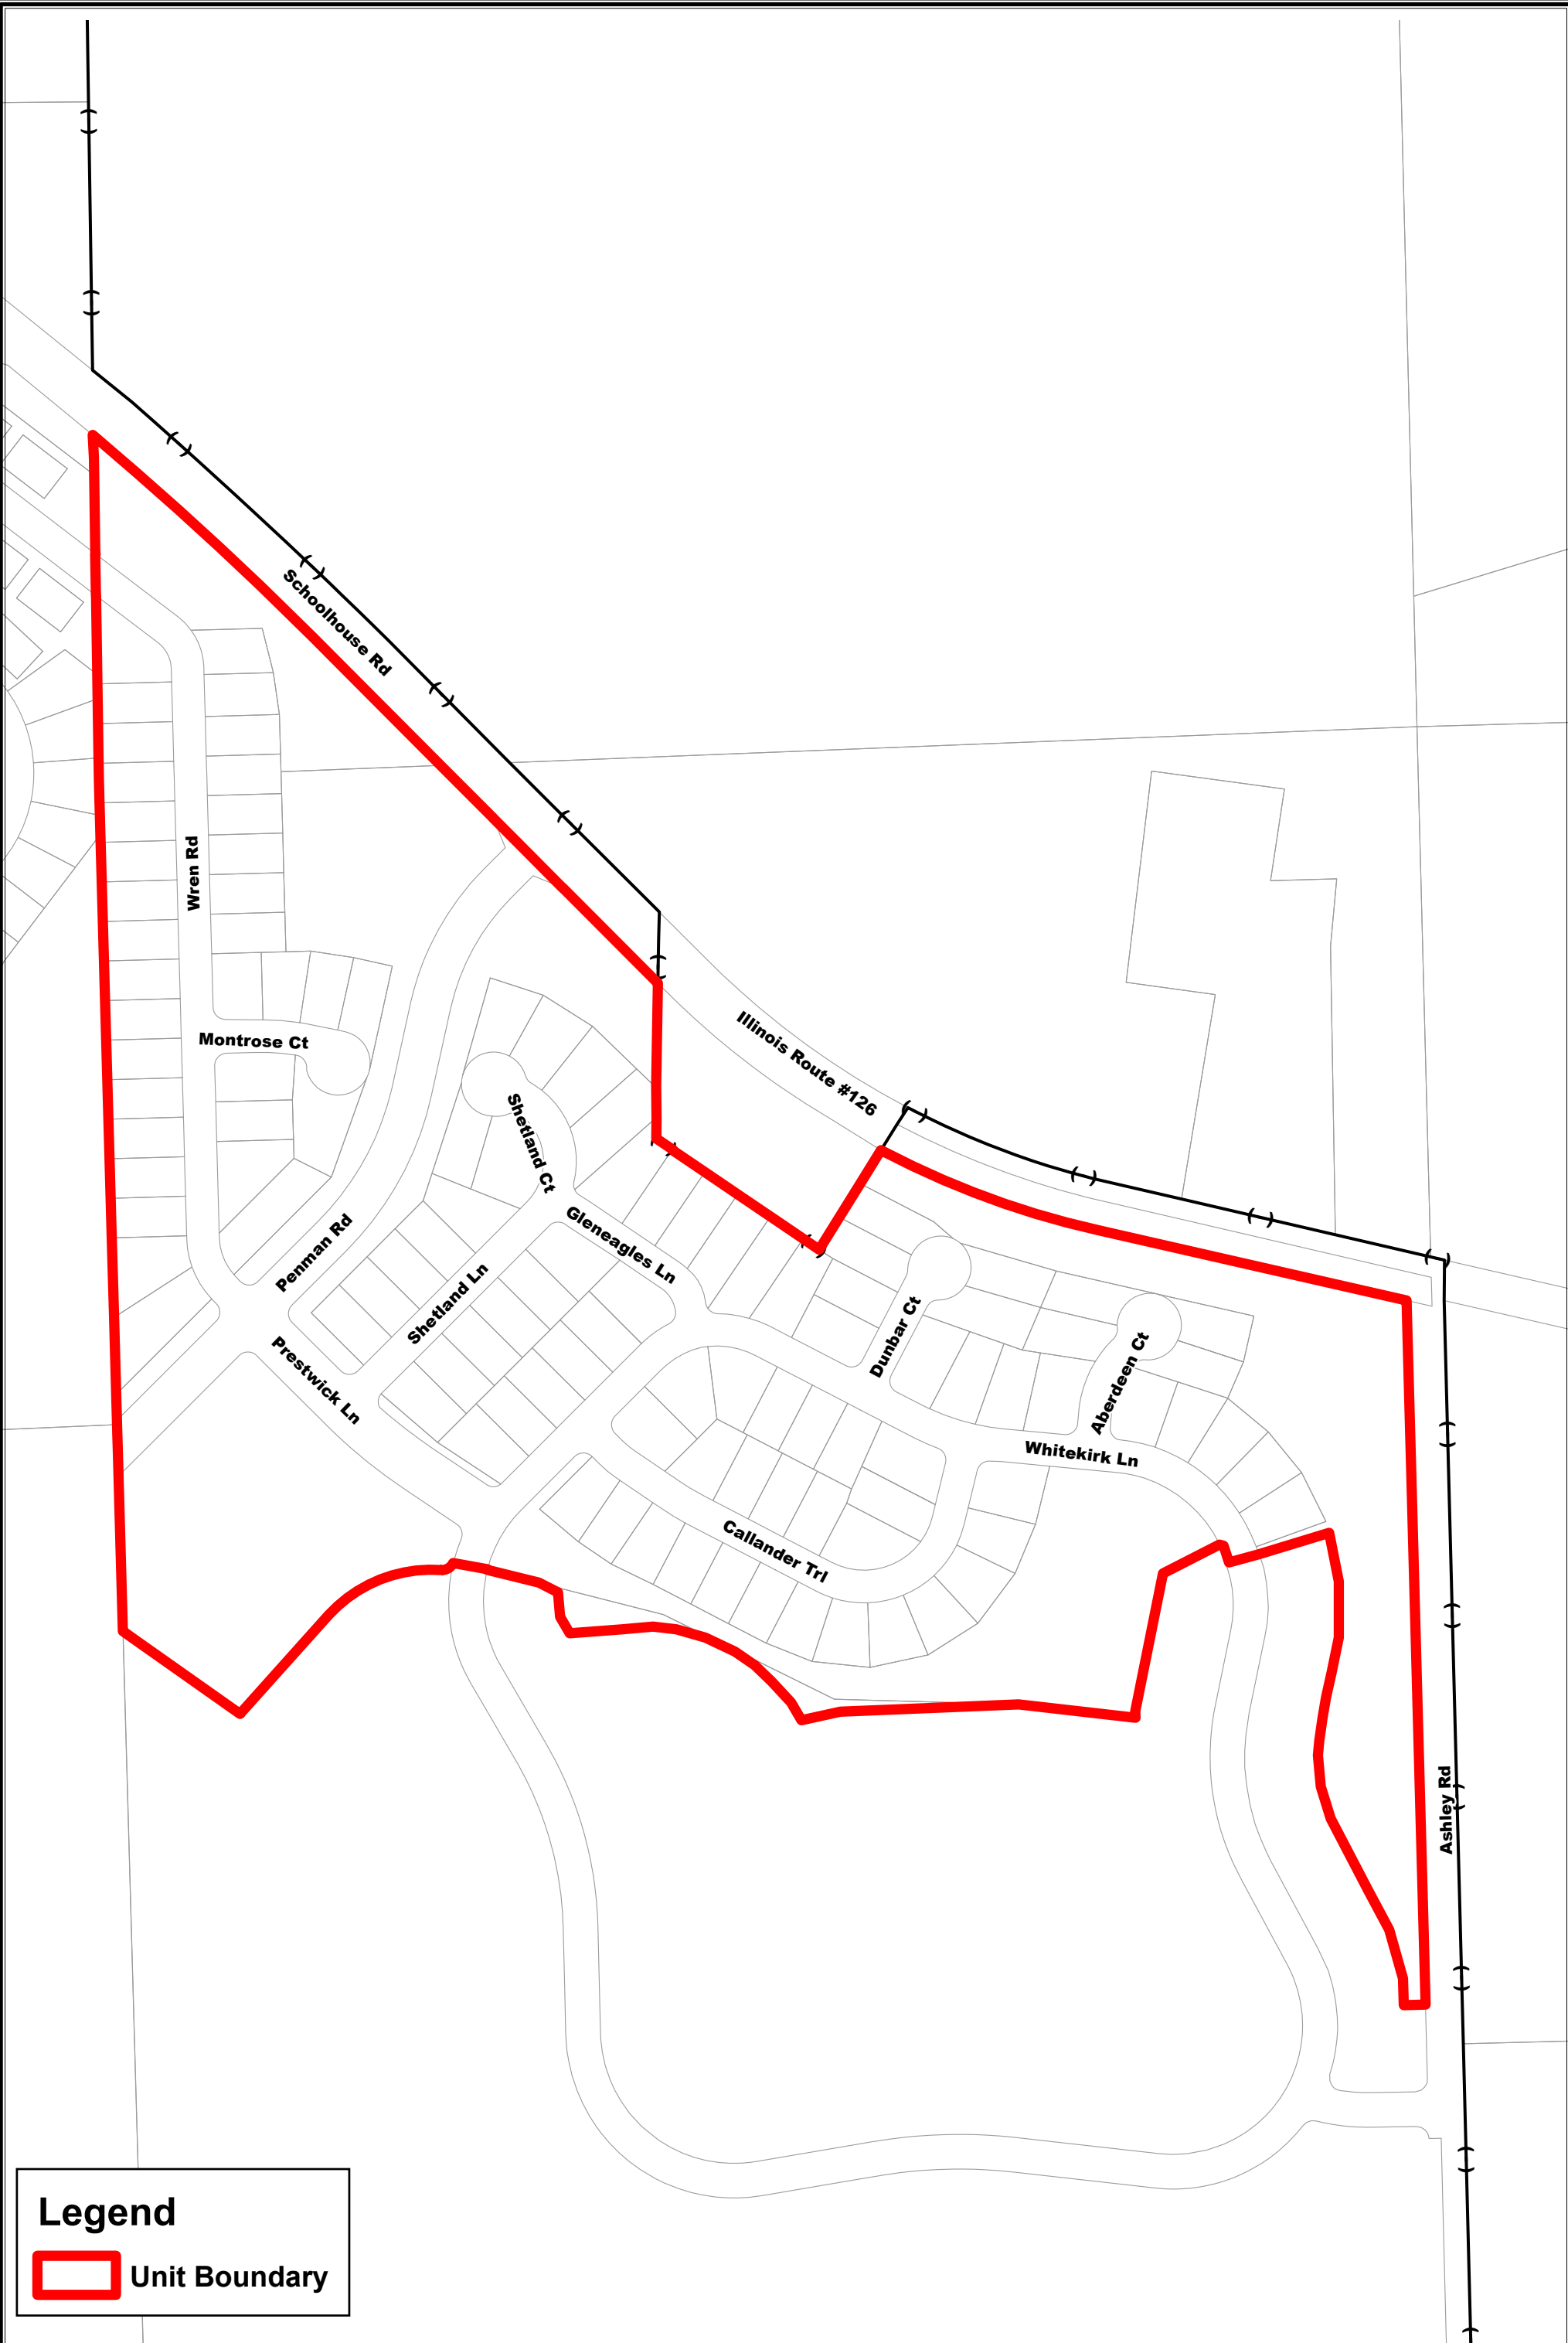 Schoolhouse Rd
Wren Rd
Illinois Route #126
Montrose Ct
Shetland Ct
Gleneagles Ln
Penman Rd
Shetland Ln
Dunbar Ct
Aberdeen Ct
Prestwick Ln
Whitekirk Ln
Callander Trl
Ashley Rd
Legend
Unit Boundary